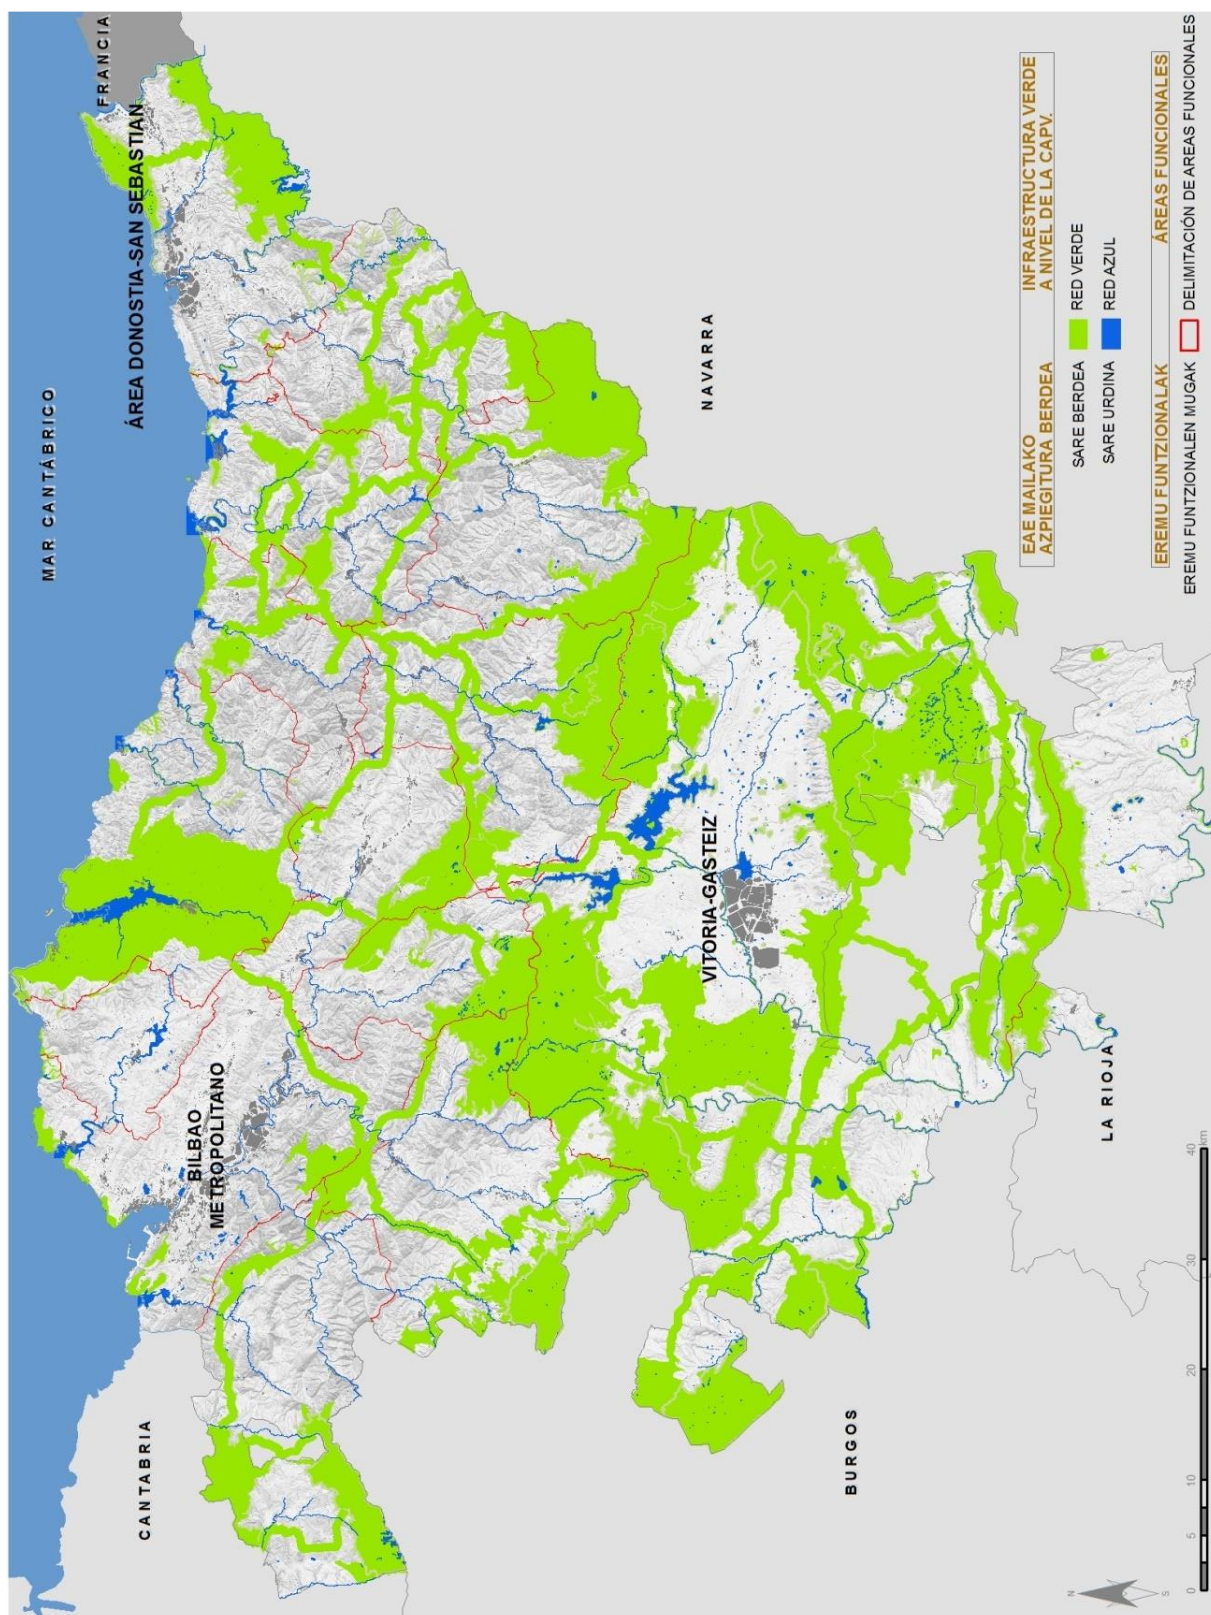 MAR CANTÁBRICO
FRANCIA
ÁREA DONOSTIA-SAN SEBASTIAN
CANTABRIA
BILBAO
METROPOLITANO
VITORIA-GASTEIZ
NAVARRA
BURGOS
LA RIOJA
EAE MAILAKO
AZPIEGITURA BERDEA
INFRAESTRUCTURA VERDE
A NIVEL DE LA CAPV.
SARE BERDEA RED VERDE
SARE URDINA RED AZUL
EREMU FUNTZIONALAK ÁREAS FUNCIONALES
EREMU FUNTZIONALEN MUGAK DELIMITACIÓN DE AREAS FUNCIONALES
N
S
0 5 10 20 30 40 km